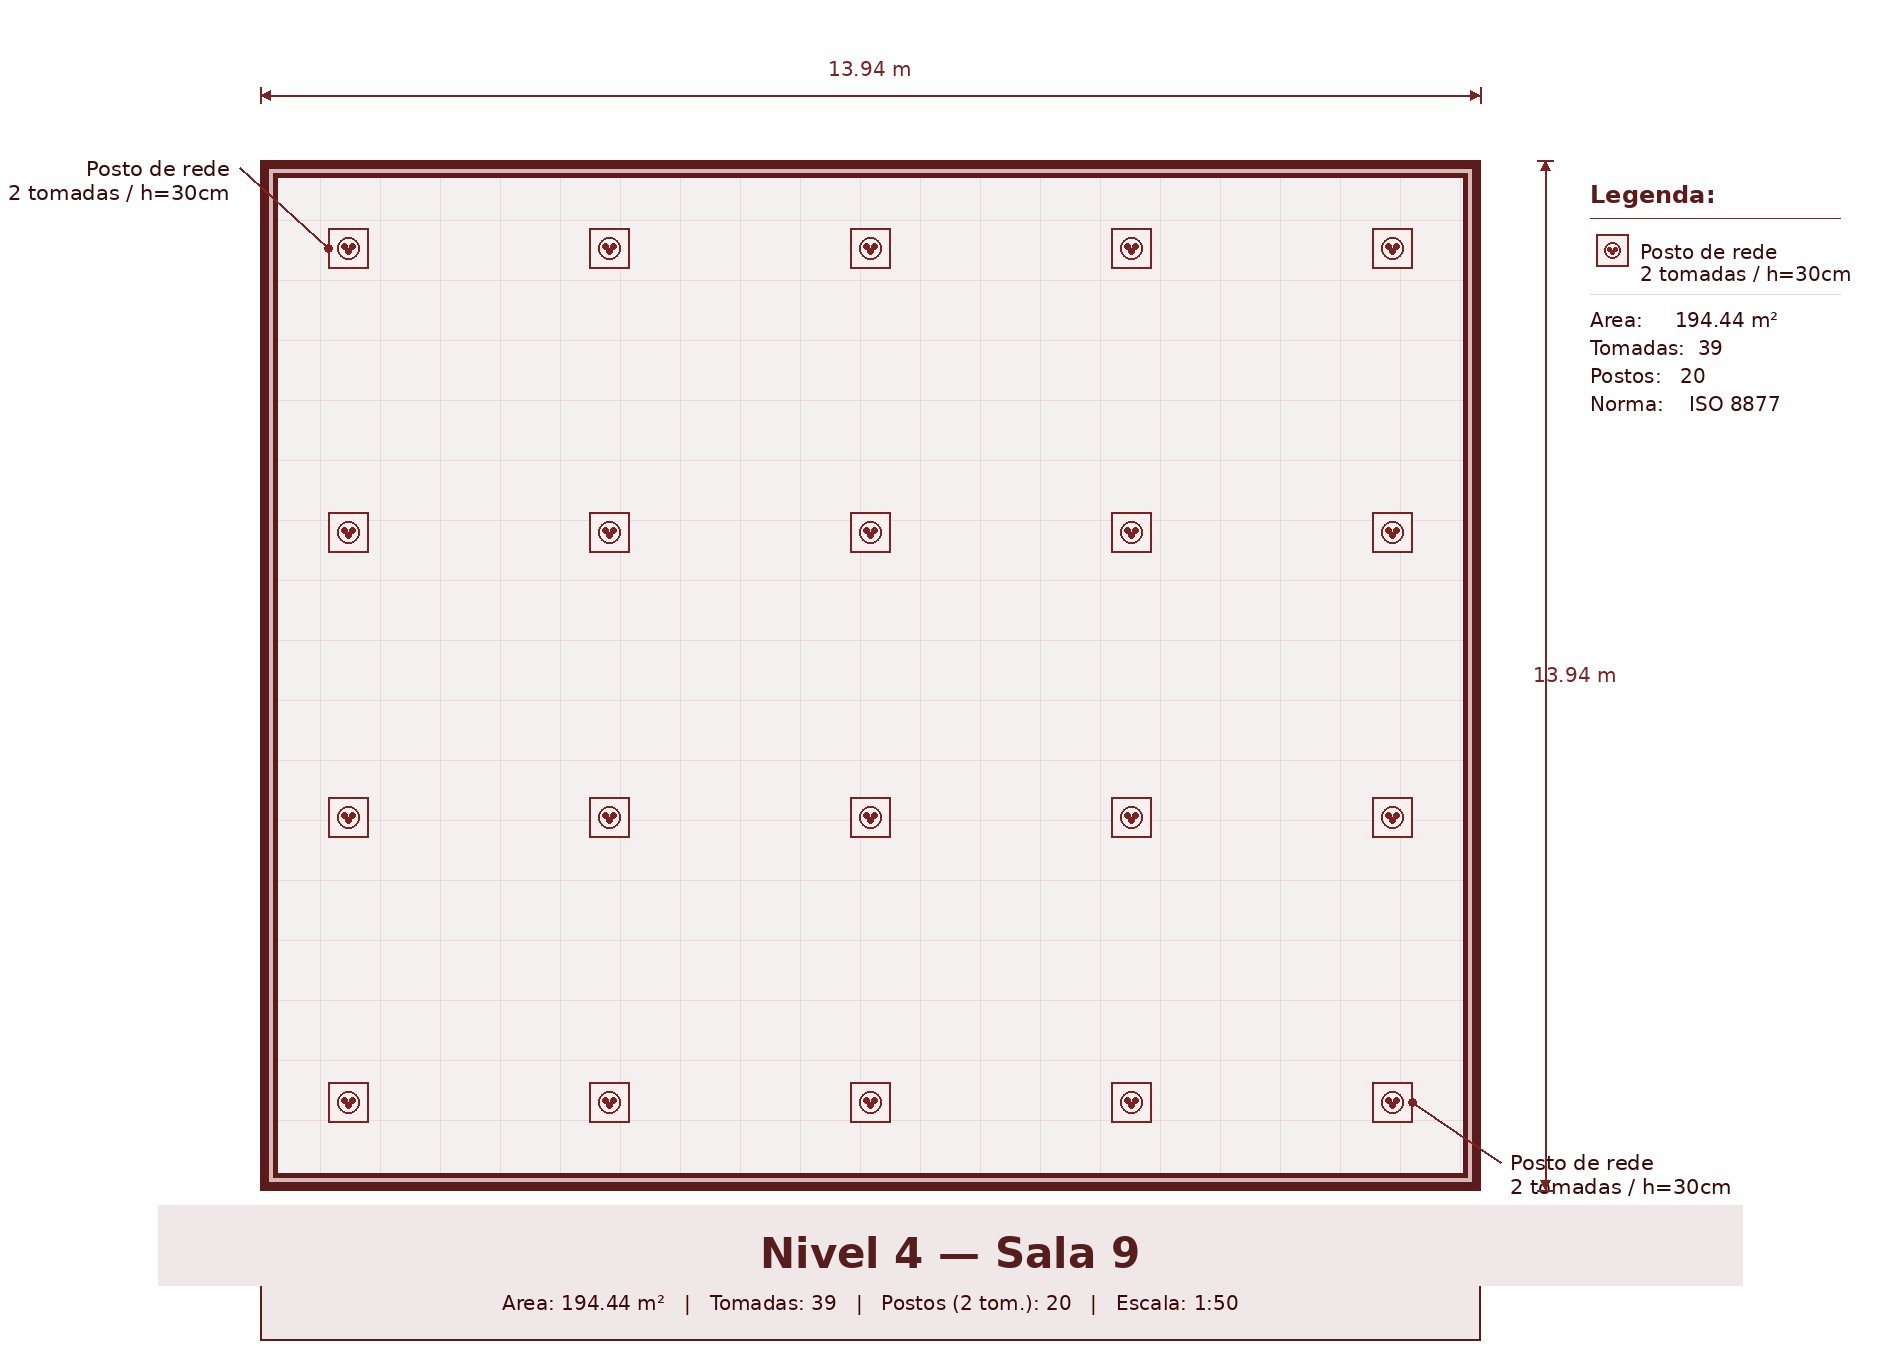 13.94 m
Posto de rede
2 tomadas / h=30cm
Legenda:
Posto de rede
2 tomadas / h=30cm
Area: 194.44 m²
Tomadas: 39
Postos: 20
Norma: ISO 8877
13.94 m
Posto de rede
2 tomadas / h=30cm
Nivel 4 — Sala 9
Area: 194.44 m² | Tomadas: 39 | Postos (2 tom.): 20 | Escala: 1:50